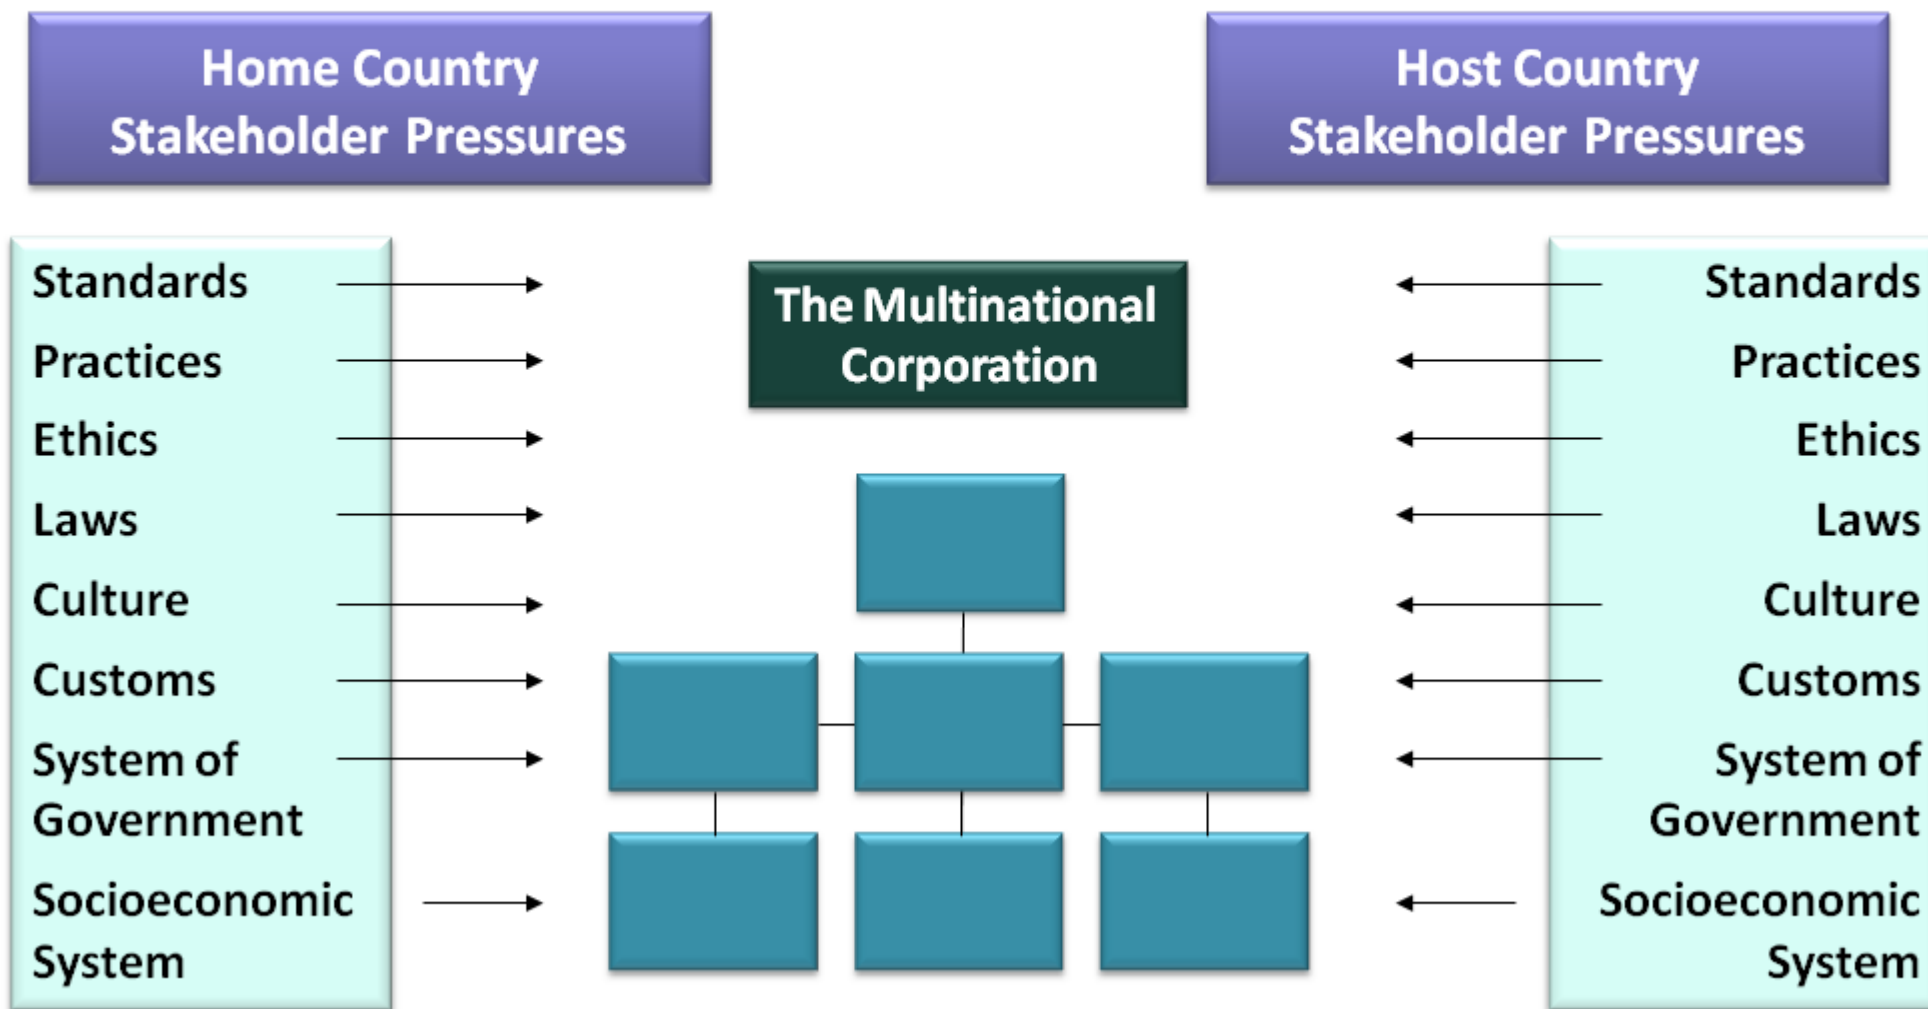 Home Country
Stakeholder Pressures
Host Country
Stakeholder Pressures
Standards
Practices
Ethics
Laws
Culture
Customs
System of
Government
Socioeconomic
System
The Multinational
Corporation
Standards
Practices
Ethics
Laws
Culture
Customs
System of
Government
Socioeconomic
System